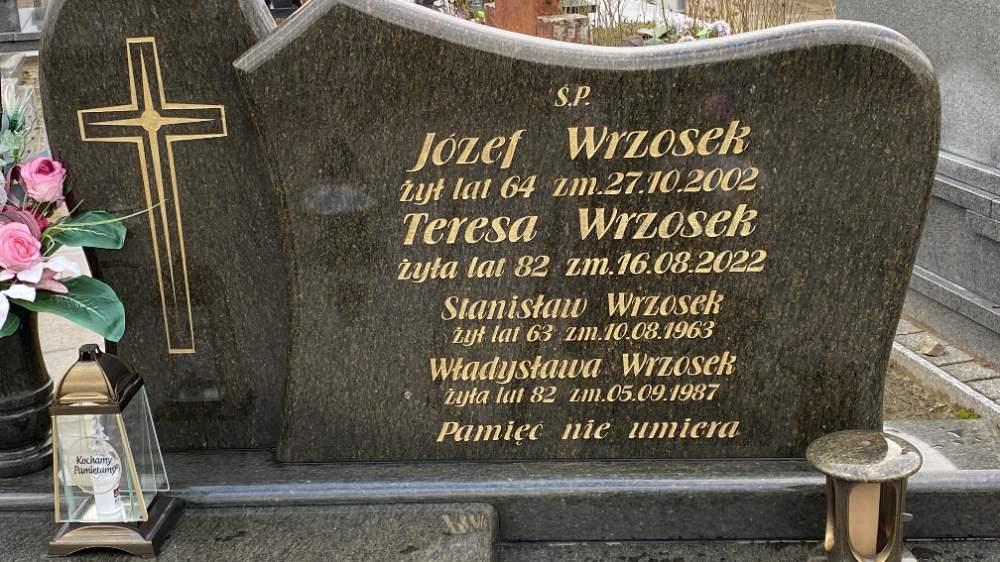 Ś.P.
Józef Wrzosek
żył lat 64 zm.27.10.2002
Teresa Wrzosek
żyła lat 82 zm.16.08.2022
Stanisław Wrzosek
żył lat 63 zm.10.08.1963
Władysława Wrzosek
żyła lat 82 zm.05.09.1987
Pamięć nie umiera
Kochamy
Pamiętamy